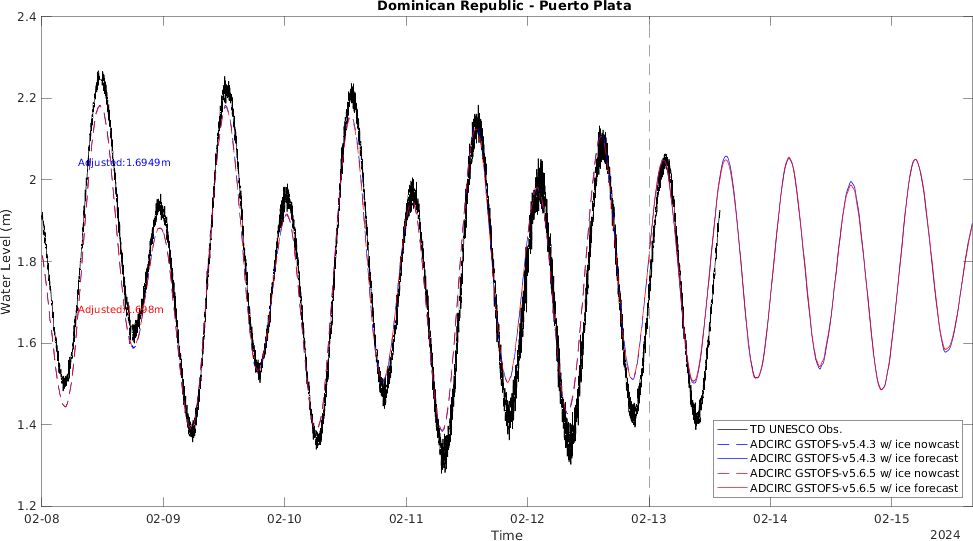 Dominican Republic - Puerto Plata
2.4
2.2
2
1.8
1.6
1.4
1.2
Water Level (m)
Adjusted:1.6949m
Adjusted:1.698m
TD UNESCO Obs.
ADCIRC GSTOFS-v5.4.3 w/ ice nowcast
ADCIRC GSTOFS-v5.4.3 w/ ice forecast
ADCIRC GSTOFS-v5.6.5 w/ ice nowcast
ADCIRC GSTOFS-v5.6.5 w/ ice forecast
02-08 02-09 02-10 02-11 02-12 02-13 02-14 02-15
Time
2024